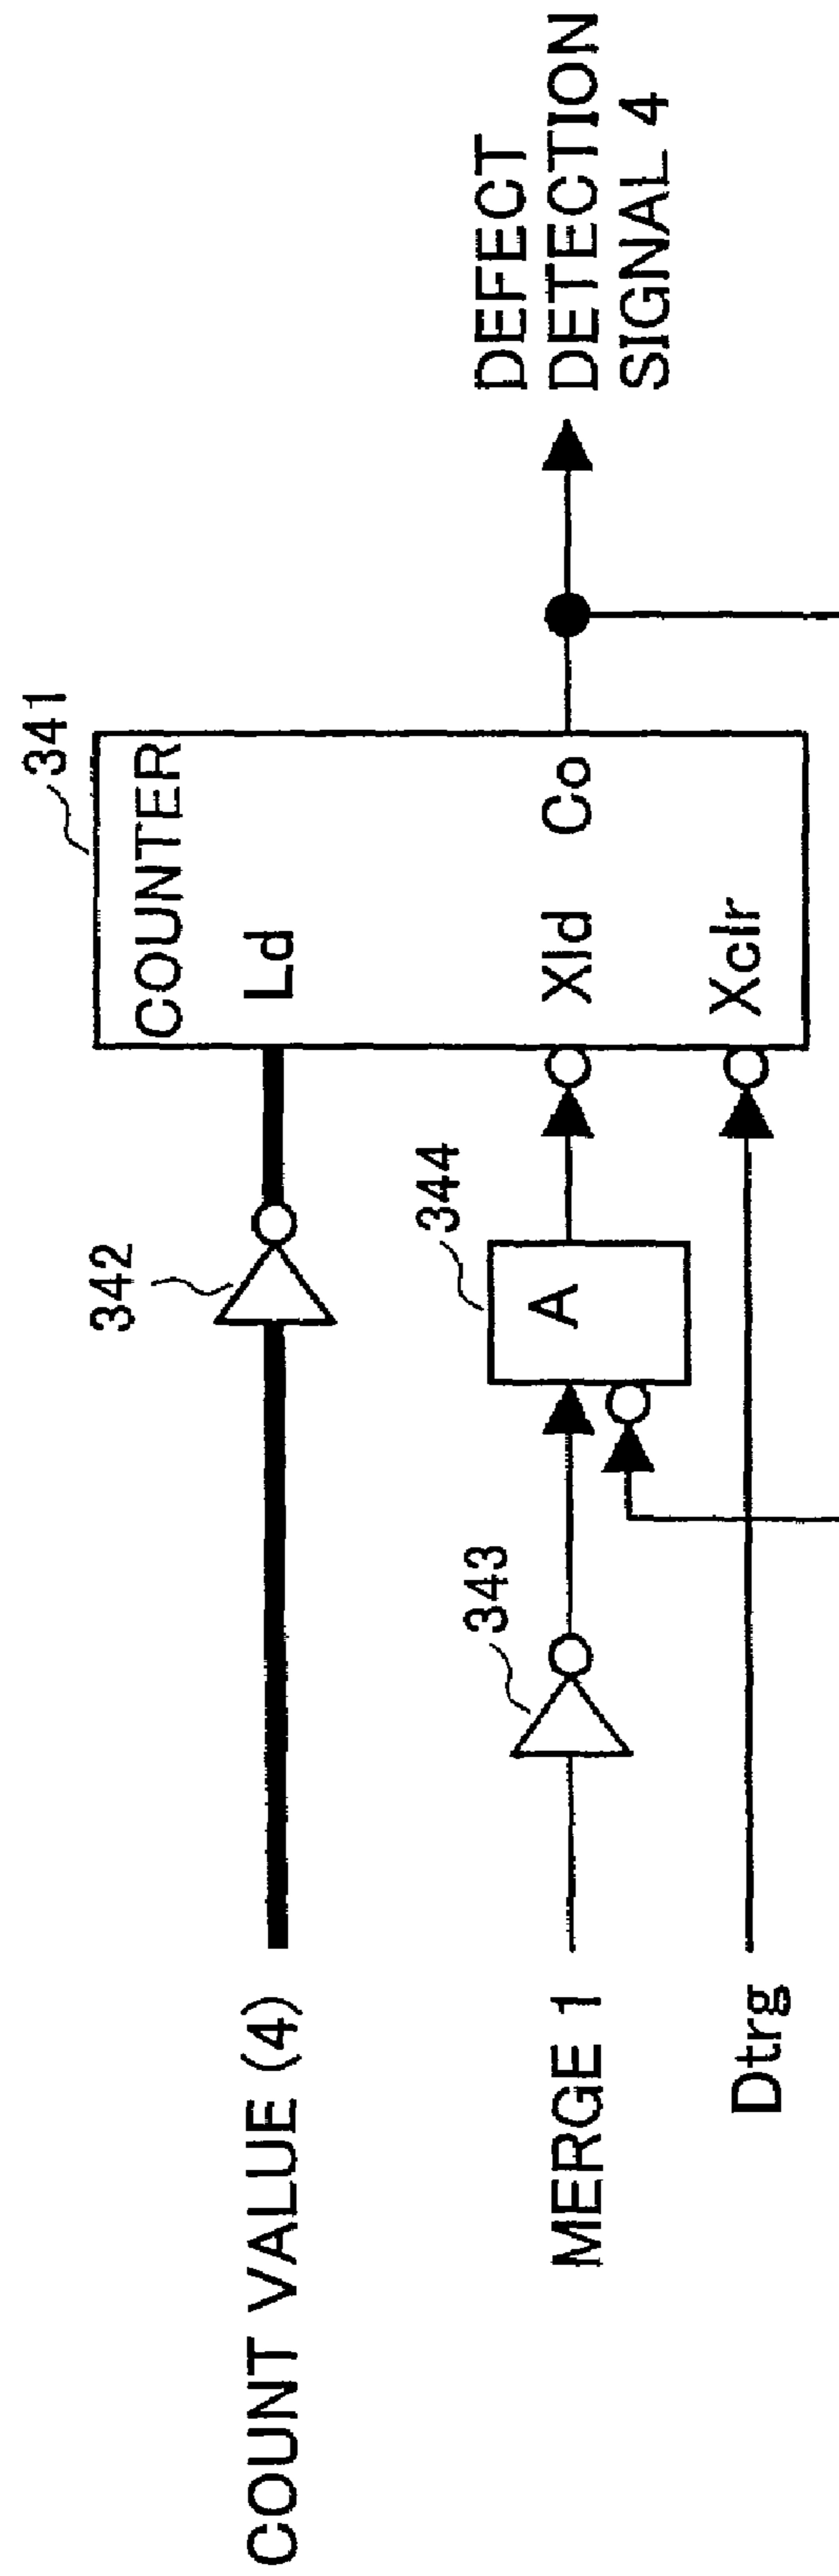 341
COUNTER
COUNT VALUE (4)
342
Ld
344
DEFECT
DETECTION
SIGNAL 4
MERGE 1
343
A
Xld
Co
Dtrg
Xclr